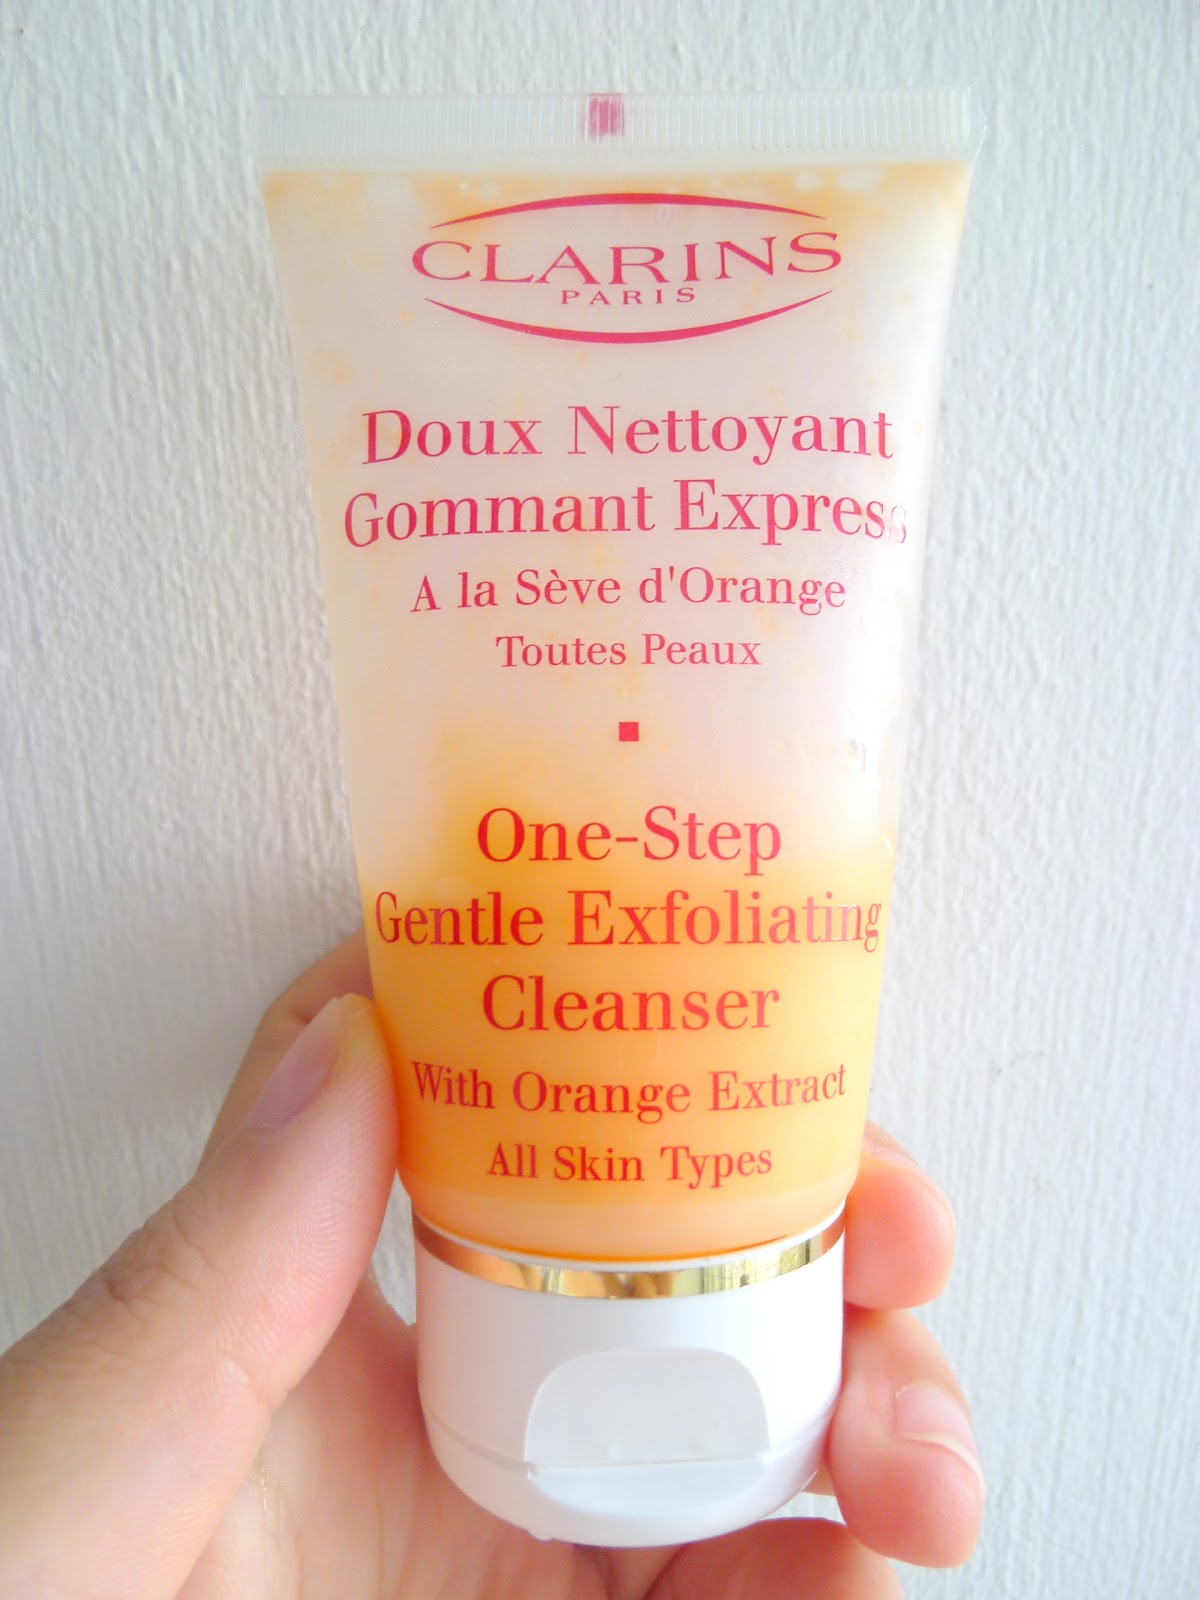 CLARINS
PARIS
Doux Nettoyant
Gommant Express
A la Sève d'Orange
Toutes Peaux
One-Step
Gentle Exfoliating
Cleanser
With Orange Extract
All Skin Types